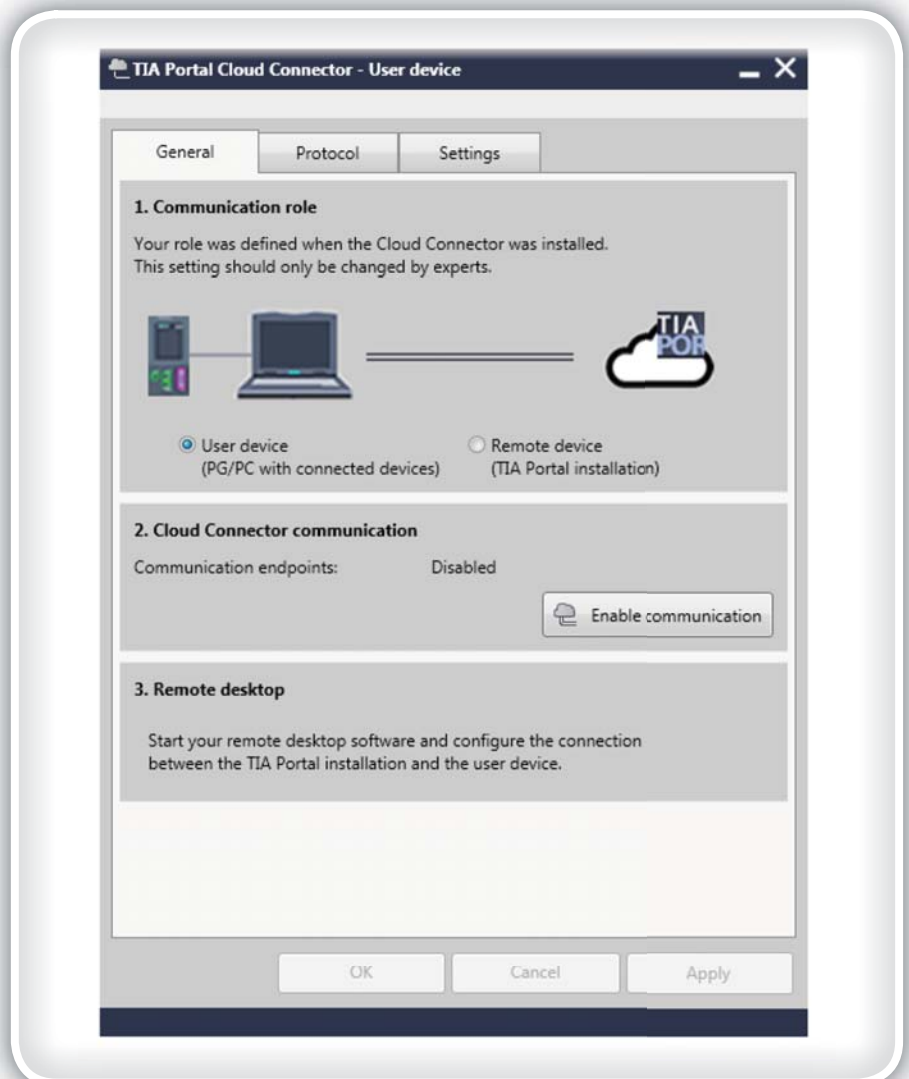 TIA Portal Cloud Connector - User device
General
Protocol
Settings
1. Communication role
Your role was defined when the Cloud Connector was installed.
This setting should only be changed by experts.
TIA
POR
User device
(PG/PC with connected devices)
Remote device
(TIA Portal installation)
2. Cloud Connector communication
Communication endpoints:
Disabled
Enable communication
3. Remote desktop
Start your remote desktop software and configure the connection
between the TIA Portal installation and the user device.
OK
Cancel
Apply